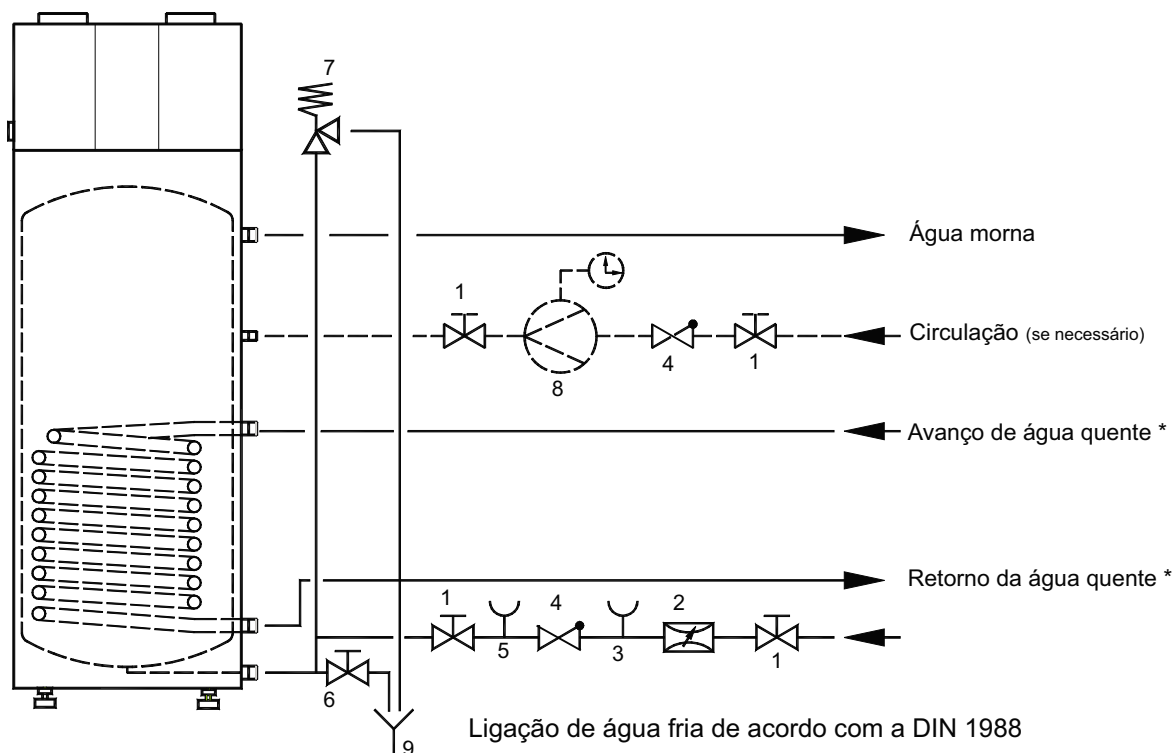 7
Água morna
1
8
4
1
Circulação (se necessário)
Avanço de água quente *
Retorno da água quente *
1
5
4
3
2
1
6
9
Ligação de água fria de acordo com a DIN 1988